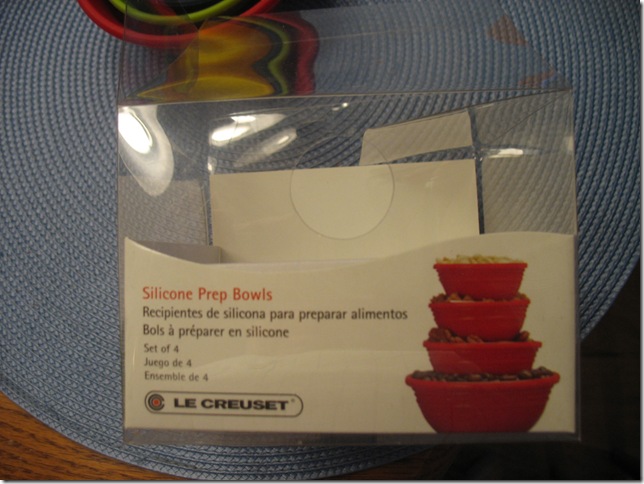 Silicone Prep Bowls
Recipientes de silicona para preparar alimentos
Bols à préparer en silicone
Set of 4
Juego de 4
Ensemble de 4
LE CREUSET®